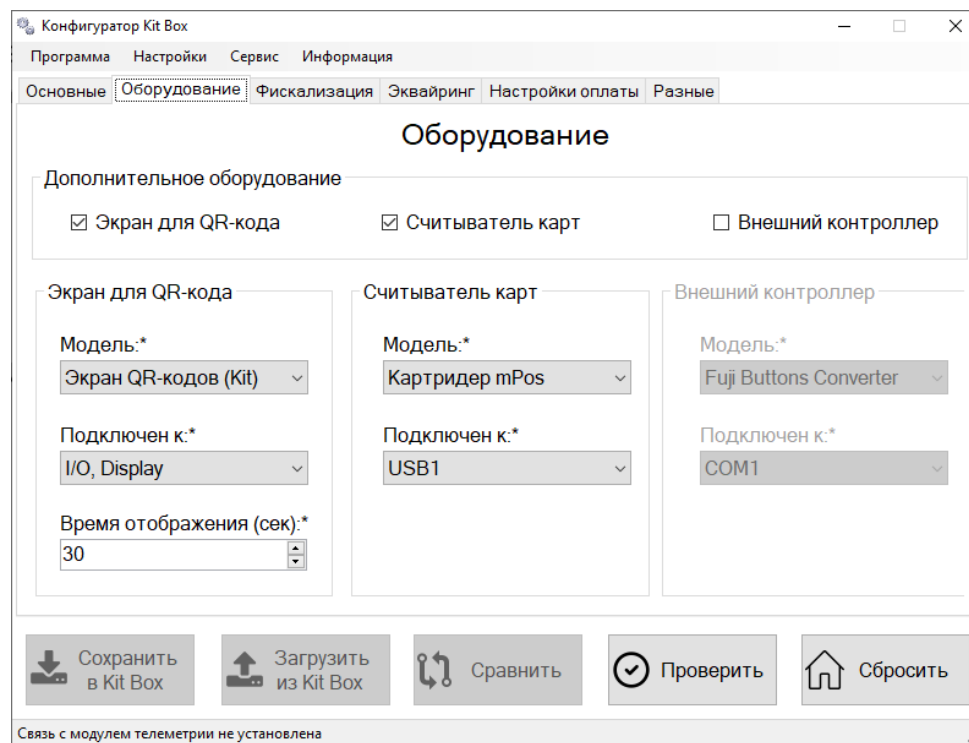 Конфигуратор Kit Box
Программа Настройки Сервис Информация
Основные Оборудование Фискализация Эквайринг Настройки оплаты Разные
Оборудование
Дополнительное оборудование
Экран для QR-кода Считыватель карт Внешний контроллер
Экран для QR-кода
Модель:*
Экран QR-кодов (Kit)
Подключен к:*
I/O, Display
Время отображения (сек):*
30
Считыватель карт
Модель:*
Картридер mPos
Подключен к:*
USB1
Внешний контроллер
Модель:*
Fuji Buttons Converter
Подключен к:*
COM1
Сохранить
в Kit Box
Загрузить
из Kit Box
Сравнить
Проверить
Сбросить
Связь с модулем телеметрии не установлена